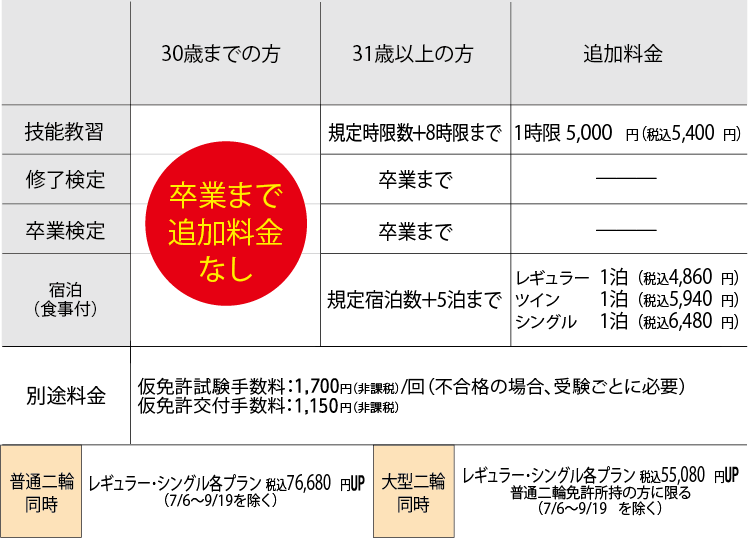 30歳までの方 31歳以上の方 追加料金
技能教習 規定時限数+8時限まで 1時限 5,000 円(税込5,400 円)
修了検定 卒業まで ―――
卒業検定 卒業まで ―――
卒業まで
追加料金
なし
宿泊
(食事付)
規定宿泊数+5泊まで
レギュラー 1泊 (税込4,860 円)
ツイン 1泊 (税込5,940 円)
シングル 1泊 (税込6,480 円)
別途料金
仮免許試験手数料：1,700円(非課税)/回(不合格の場合、受験ごとに必要)
仮免許交付手数料：1,150円(非課税)
普通二輪
同時
レギュラー・シングル各プラン 税込76,680 円UP
(7/6〜9/19を除く)
大型二輪
同時
レギュラー・シングル各プラン 税込55,080 円UP
普通二輪免許所持の方に限る
(7/6〜9/19 を除く)